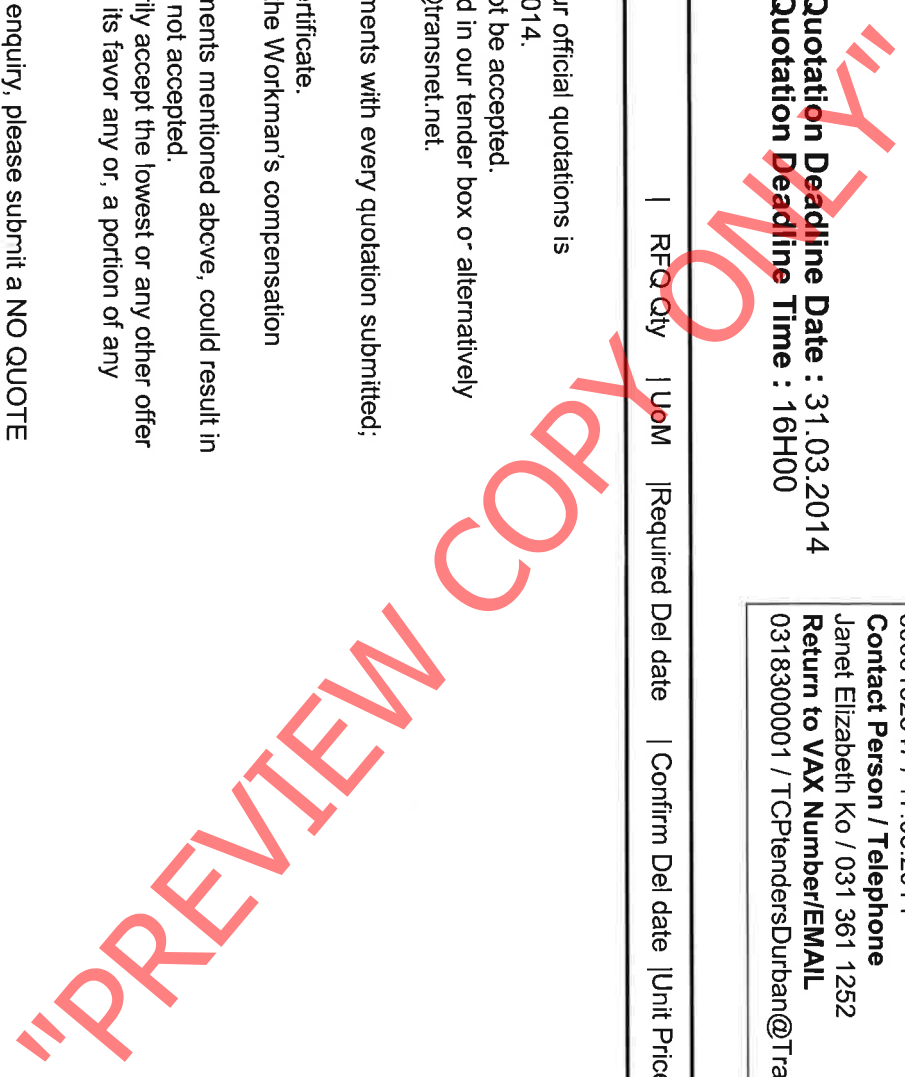 Contact Person / Telephone
Janet Elizabeth Ko / 031 361 1252
Return to VAX Number/EMAIL
0318300001 / TCPtendersDurban@Tra
Quotation Deadline Date : 31.03.2014
Quotation Deadline Time : 16H00
| RFQ Qty | UoM |Required Del date | Confirm Del date |Unit Price
ur official quotations is
014.
ot be accepted.
d in our tender box or alternatively
@transnet.net.
ments with every quotation submitted;
ertificate.
he Workman's compensation
nents mentioned above, could result in
not accepted.
rily accept the lowest or any other offer
its favor any or, a portion of any
enquiry, please submit a NO QUOTE
"PREVIEW COPY ONLY"